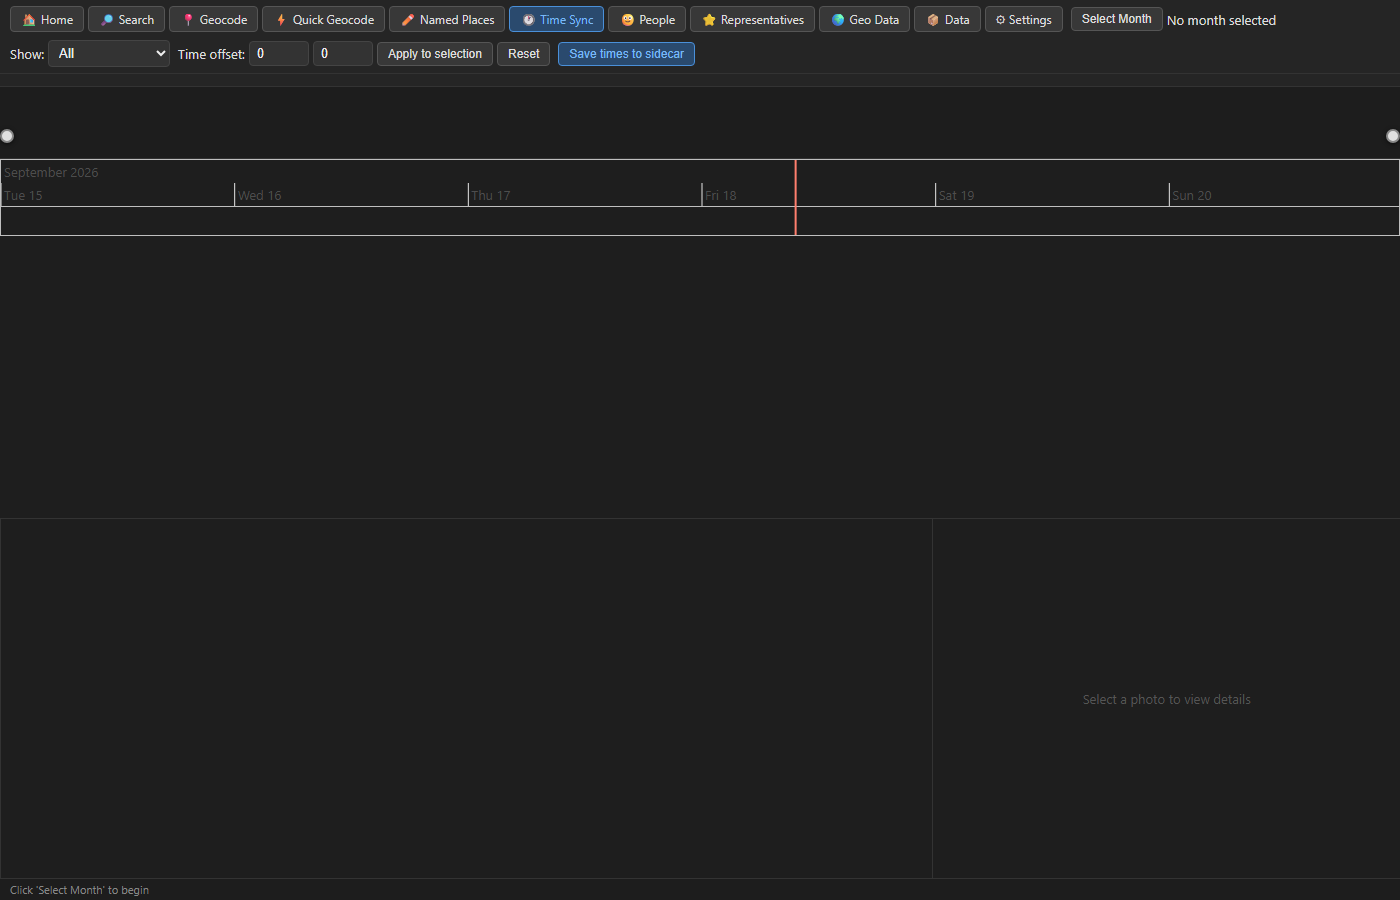 Home Search Geocode Quick Geocode Named Places Time Sync People Representatives Geo Data Data Settings Select Month No month selected
Show: All Time offset: 0 0 Apply to selection Reset Save times to sidecar
September 2026
Tue 15 Wed 16 Thu 17 Fri 18 Sat 19 Sun 20
Select a photo to view details
Click 'Select Month' to begin